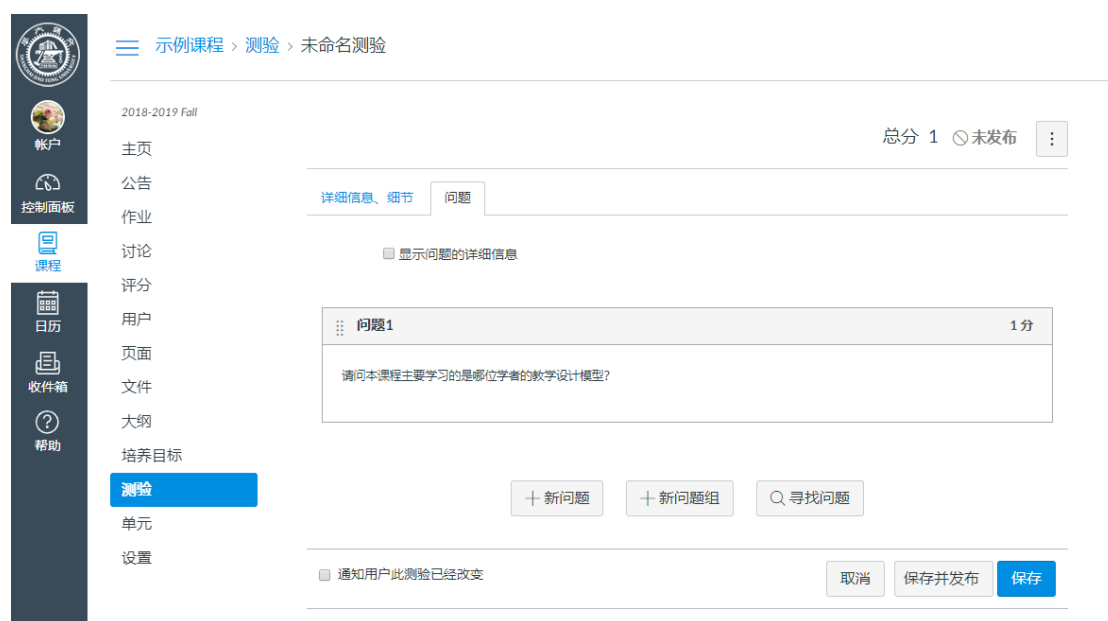 示例课程 > 测验 > 未命名测验
帐户
控制面板
课程
日历
收件箱
帮助
2018-2019 Fall
主页
公告
作业
讨论
评分
用户
页面
文件
大纲
培养目标
测验
单元
设置
总分 1 未发布
详细信息、细节 问题
显示问题的详细信息
问题1 1 分
请问本课程主要学习的是哪位学者的教学设计模型?
新问题 新问题组 寻找问题
通知用户此测验已经改变
取消 保存并发布 保存